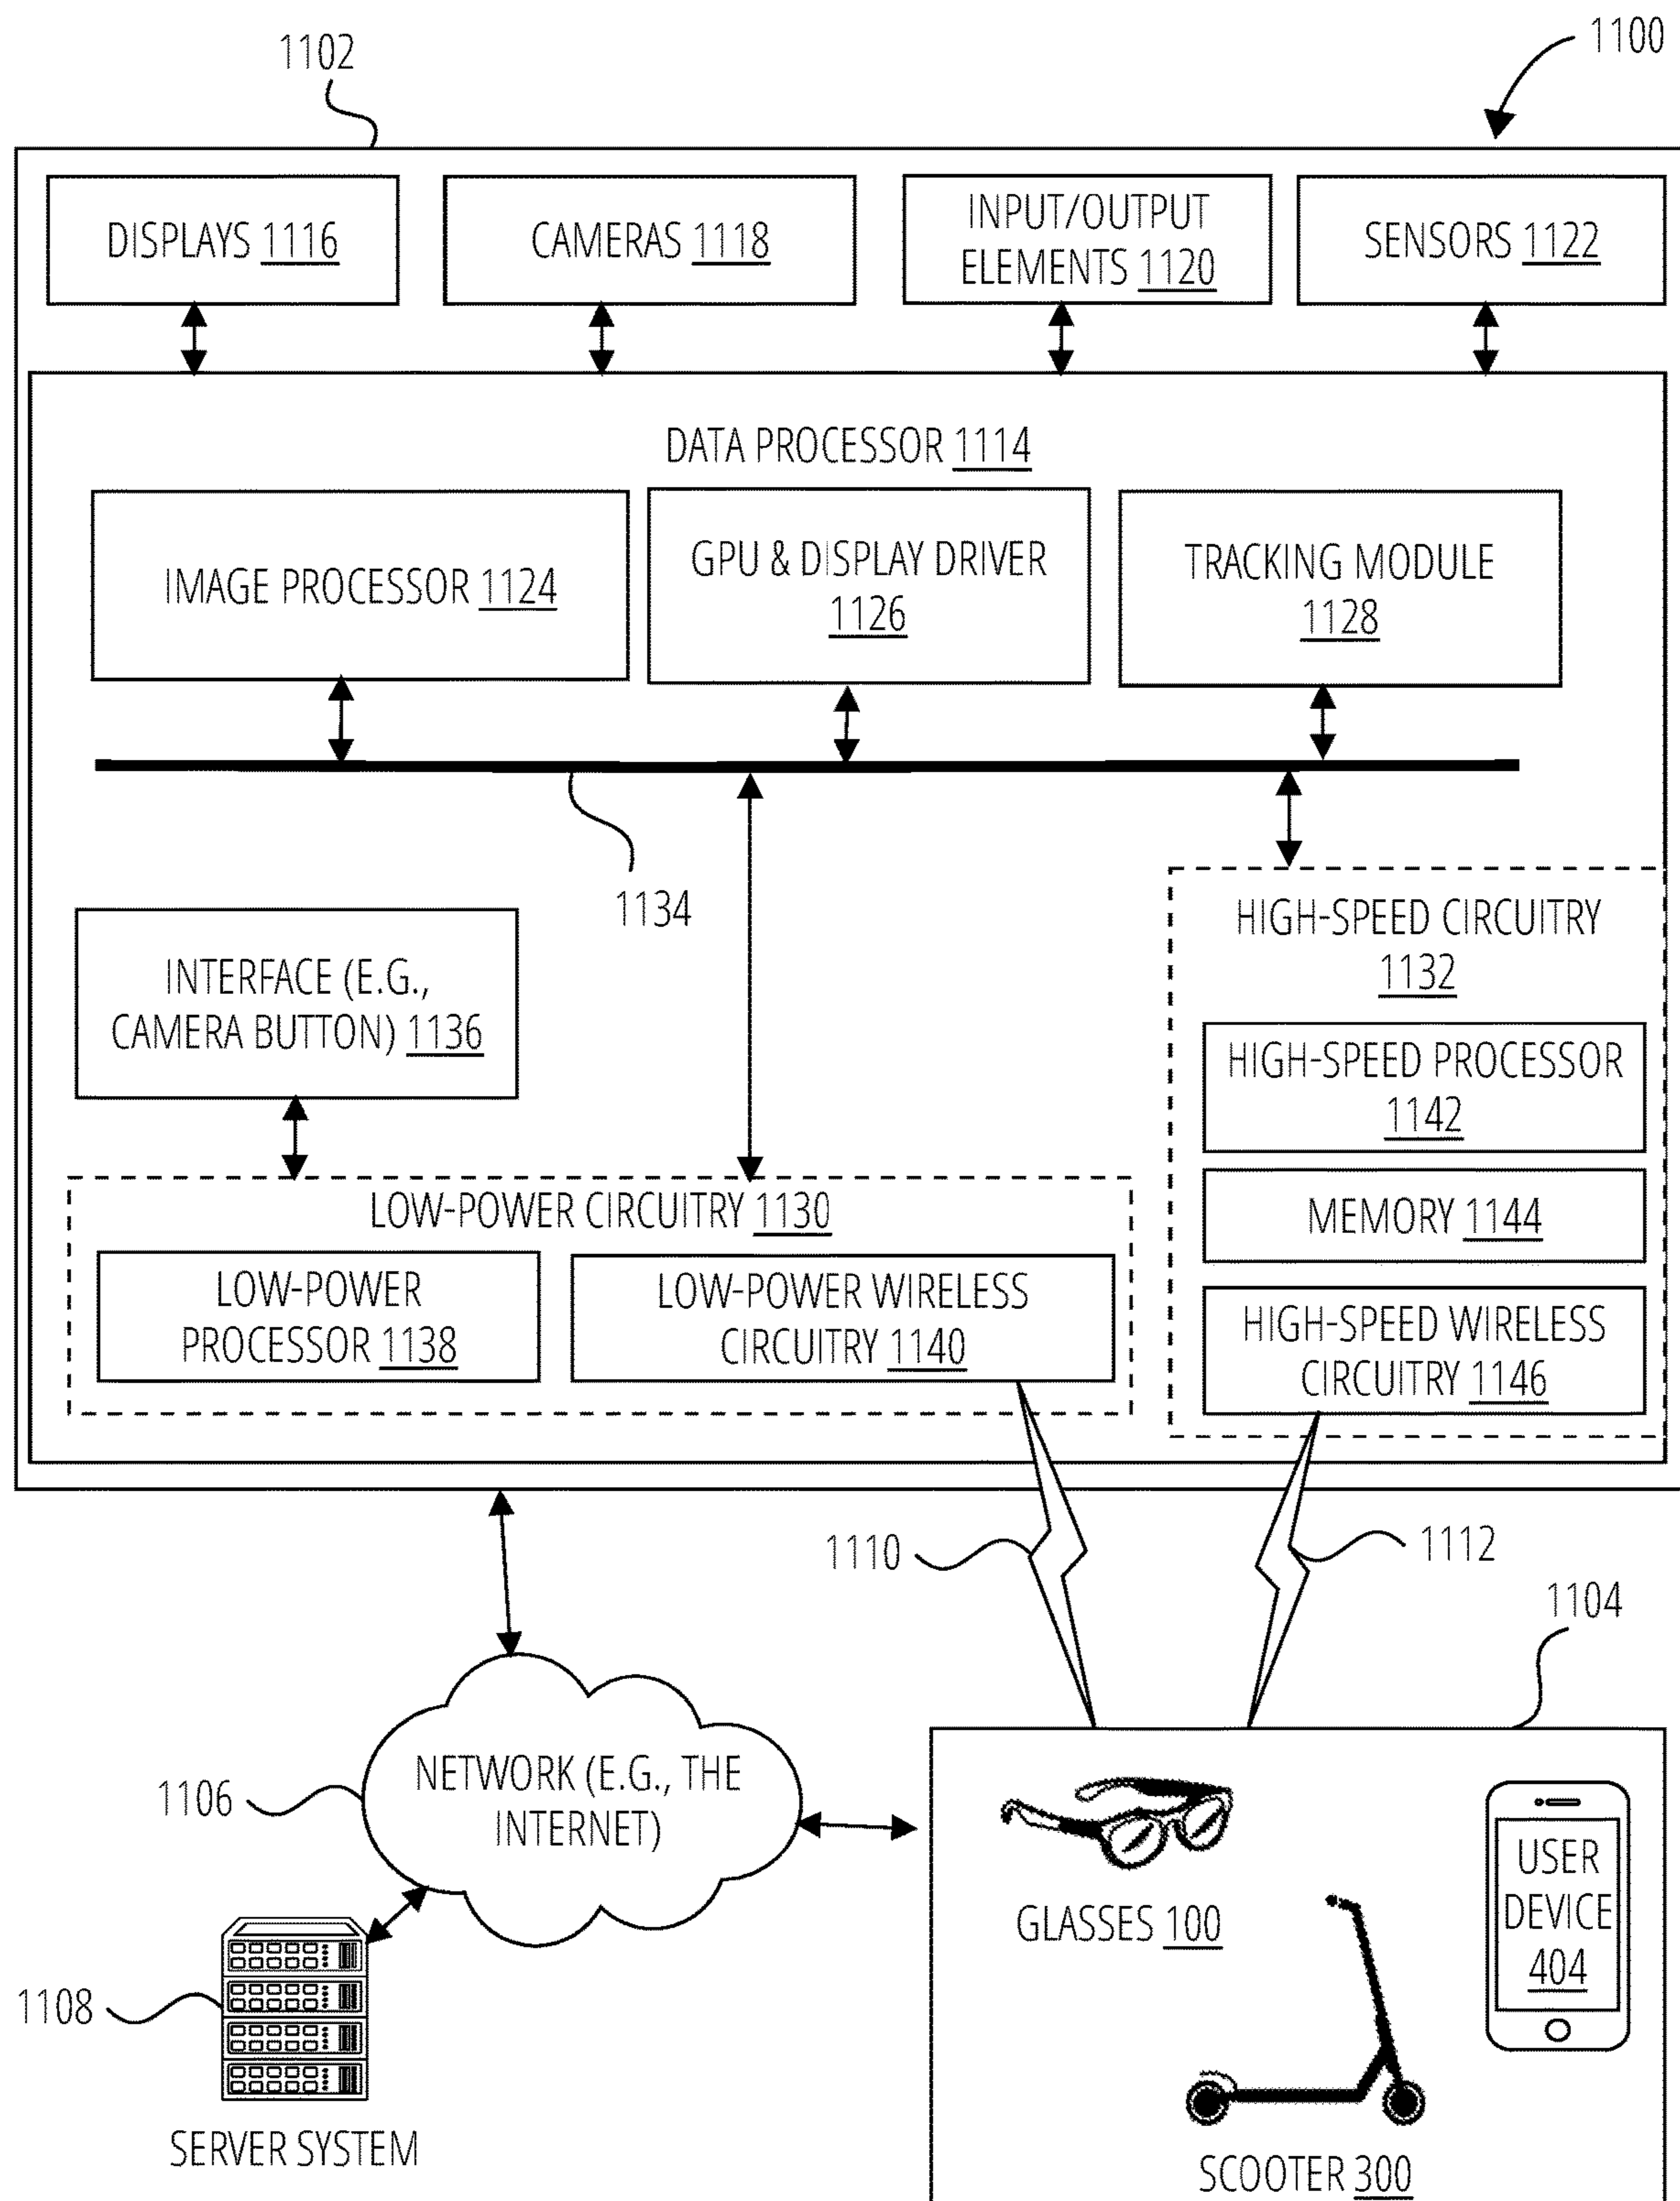 1102
1100
DISPLAYS 1116
CAMERAS 1118
INPUT/OUTPUT
ELEMENTS 1120
SENSORS 1122
DATA PROCESSOR 1114
IMAGE PROCESSOR 1124
GPU & DISPLAY DRIVER
1126
TRACKING MODULE
1128
1134
INTERFACE (E.G.,
CAMERA BUTTON) 1136
HIGH-SPEED CIRCUITRY
1132
HIGH-SPEED PROCESSOR
1142
MEMORY 1144
HIGH-SPEED WIRELESS
CIRCUITRY 1146
LOW-POWER CIRCUITRY 1130
LOW-POWER
PROCESSOR 1138
LOW-POWER WIRELESS
CIRCUITRY 1140
1110
1112
1104
NETWORK (E.G., THE
INTERNET)
1106
1108
SERVER SYSTEM
GLASSES 100
USER
DEVICE
404
SCOOTER 300